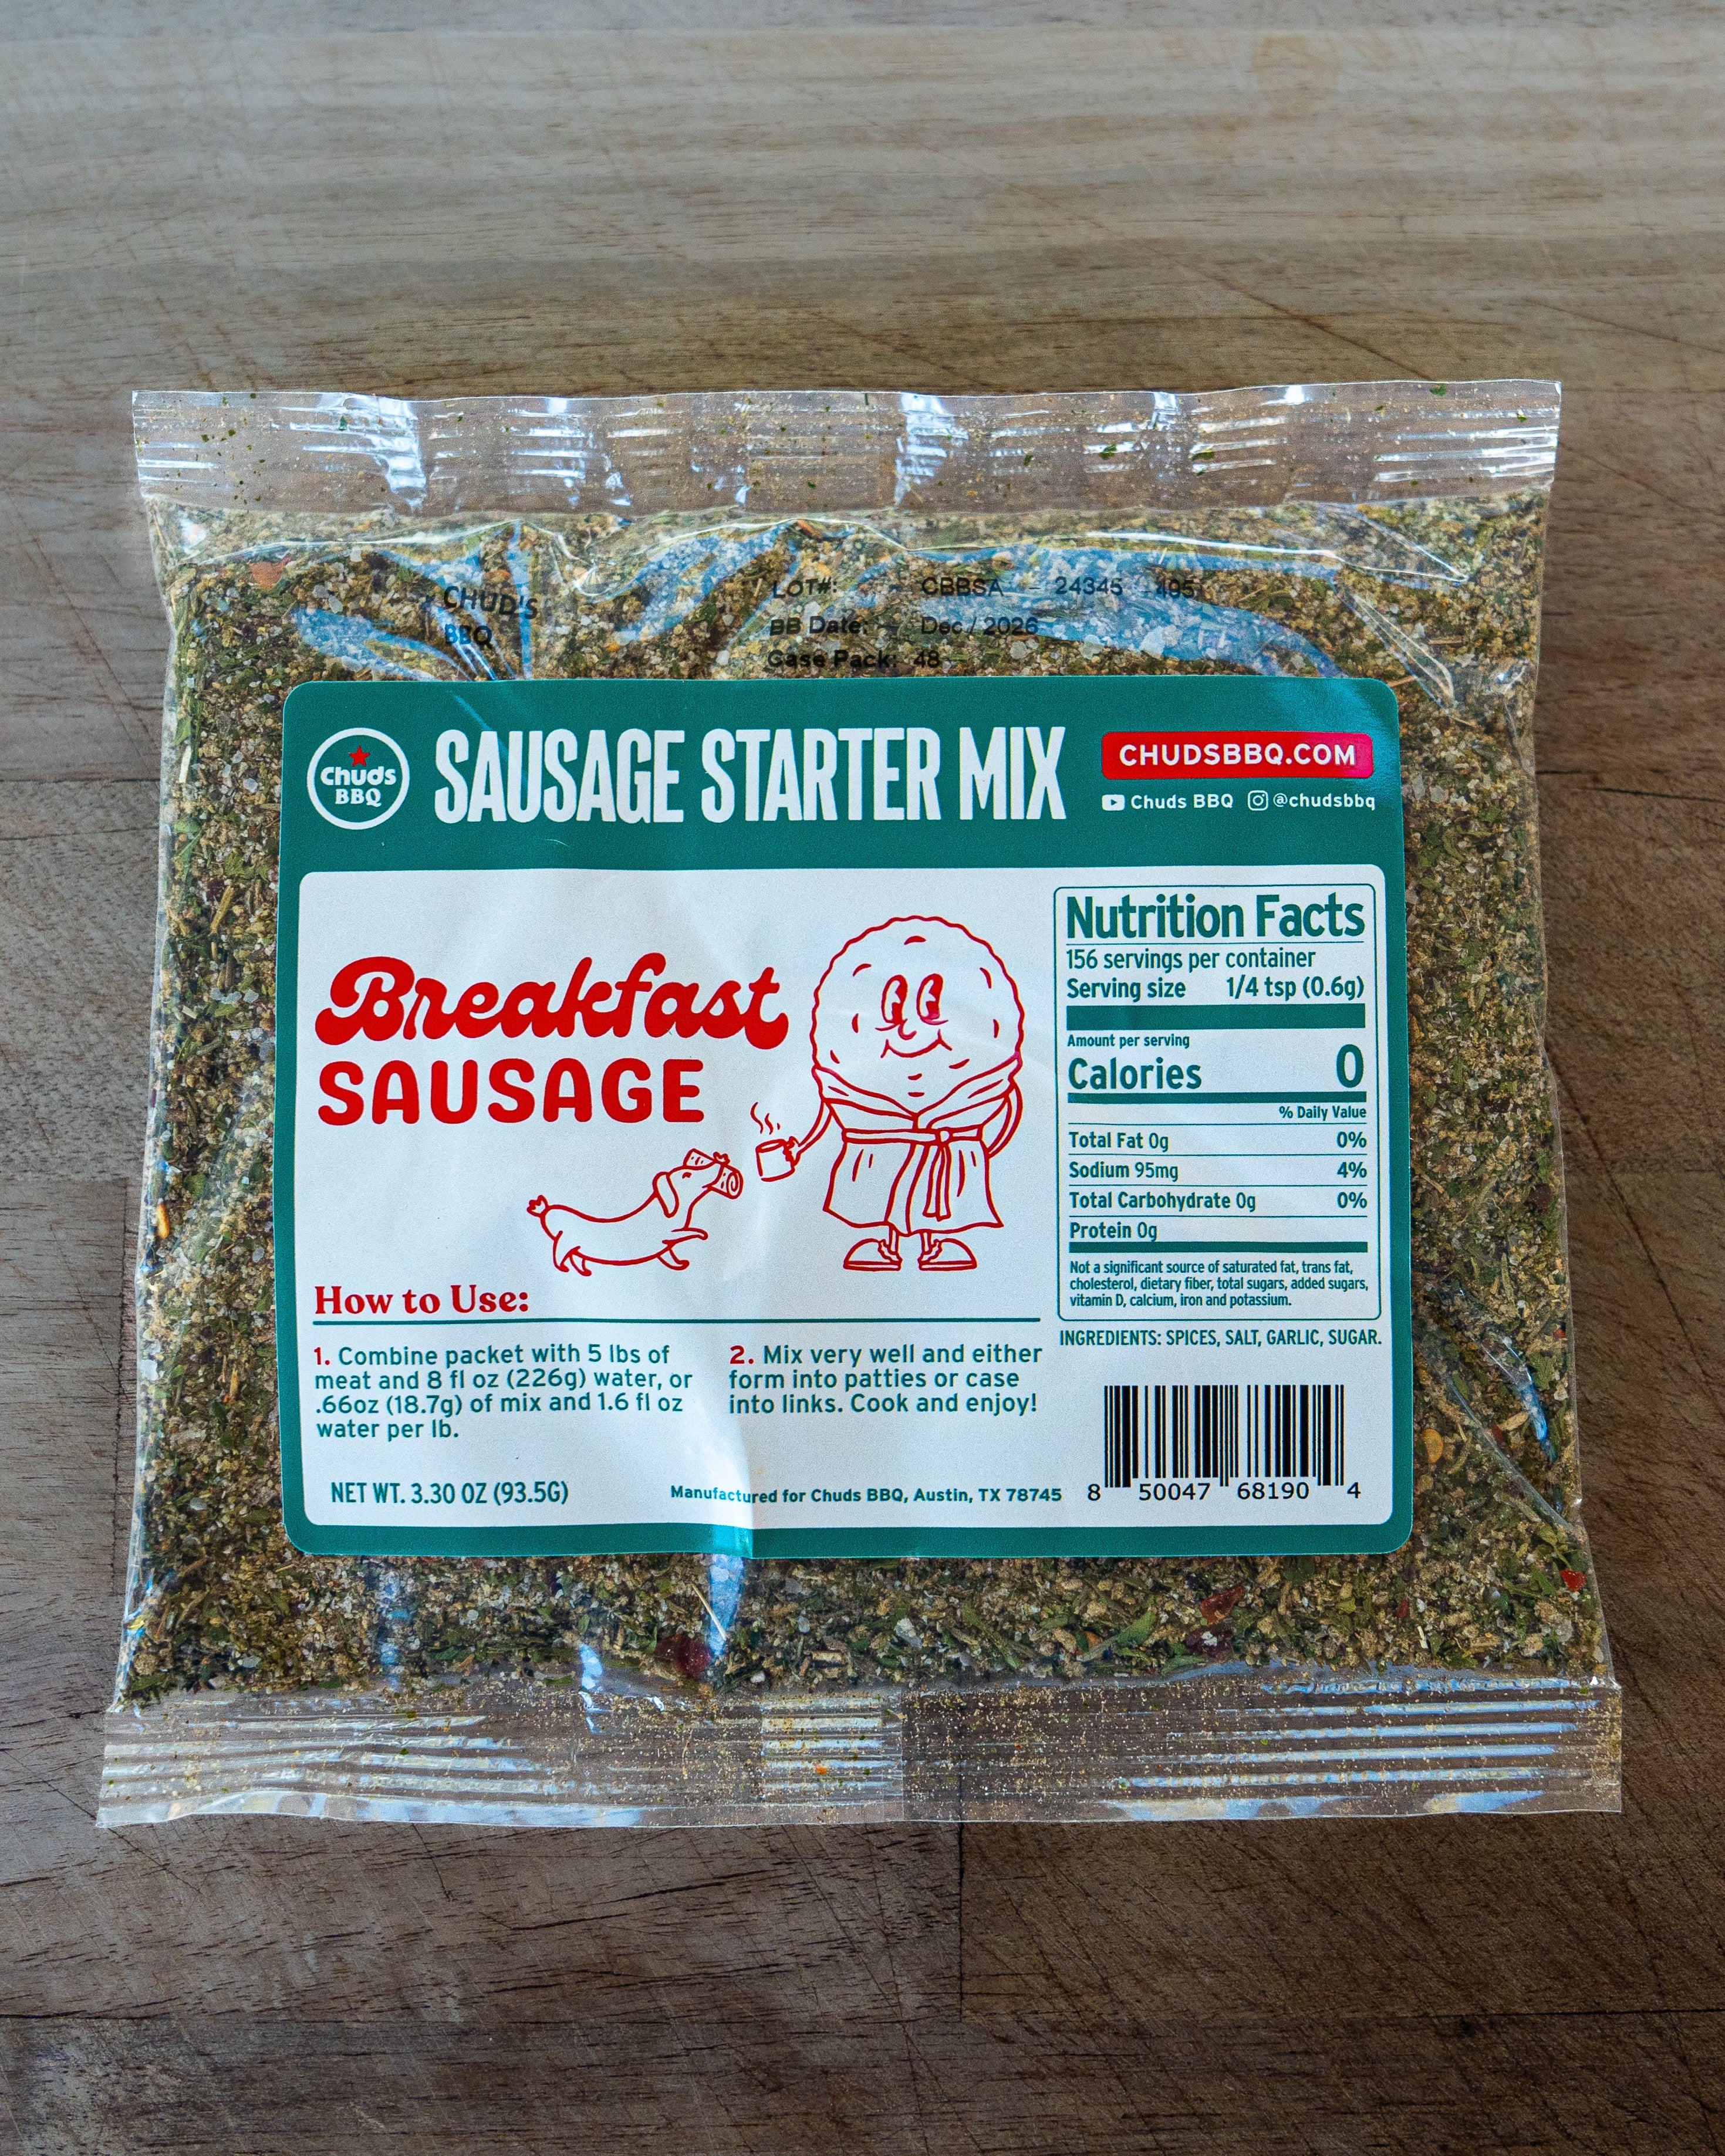 CHUD'S
BBQ
LOT#: CBBSA 24345 495
BB Date: Dec / 2026
Case Pack: 48
Chuds
BBQ
SAUSAGE STARTER MIX
CHUDSBBQ.COM
Chuds BBQ @chudsbbq
Breakfast
SAUSAGE
How to Use:
1. Combine packet with 5 lbs of
meat and 8 fl oz (226g) water, or
.66oz (18.7g) of mix and 1.6 fl oz
water per lb.
2. Mix very well and either
form into patties or case
into links. Cook and enjoy!
NET WT. 3.30 OZ (93.5G)
Manufactured for Chuds BBQ, Austin, TX 78745
Nutrition Facts
156 servings per container
Serving size 1/4 tsp (0.6g)
Amount per serving
Calories 0
% Daily Value
Total Fat 0g 0%
Sodium 95mg 4%
Total Carbohydrate 0g 0%
Protein 0g
Not a significant source of saturated fat, trans fat,
cholesterol, dietary fiber, total sugars, added sugars,
vitamin D, calcium, iron and potassium.
INGREDIENTS: SPICES, SALT, GARLIC, SUGAR.
8 50047 68190 4